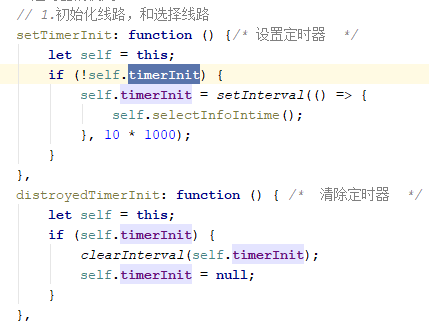 // 1.初始化线路，和选择线路
setTimerInit: function () {/* 设置定时器  */
let self = this;
if (!self.timerInit) {
self.timerInit = setInterval(() => {
self.selectInfoIntime();
}, 10 * 1000);
}
},
distroyedTimerInit: function () { /*  清除定时器  */
let self = this;
if (self.timerInit) {
clearInterval(self.timerInit);
self.timerInit = null;
}
},